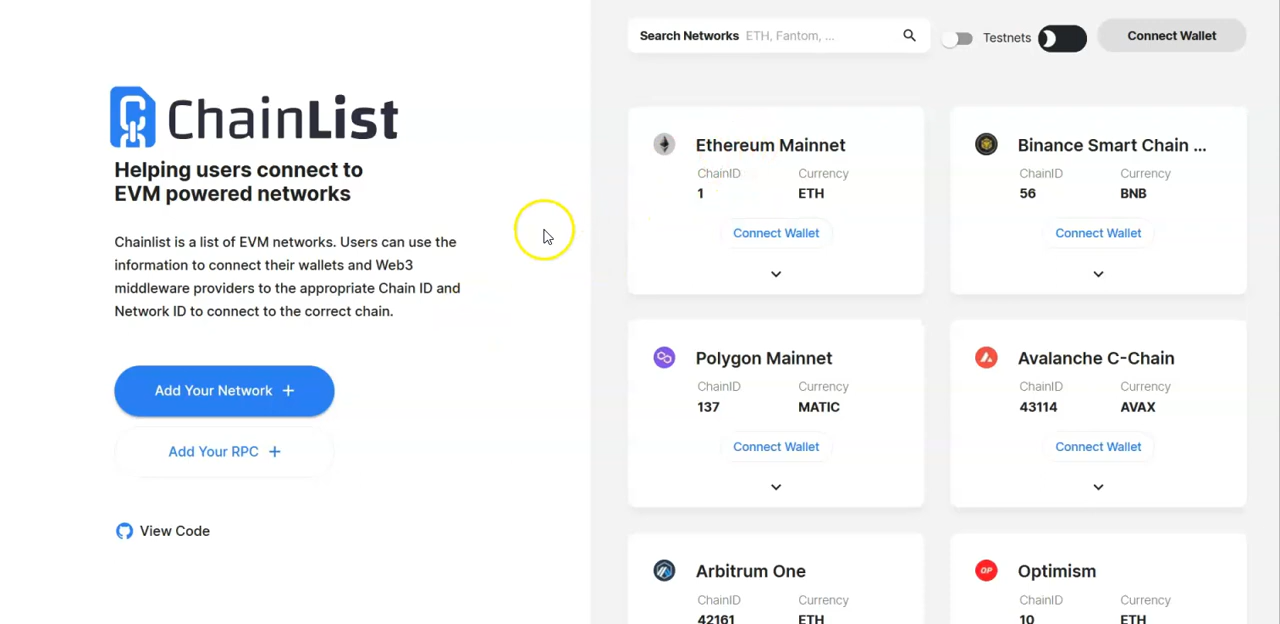 ChainList
Helping users connect to
EVM powered networks
Chainlist is a list of EVM networks. Users can use the
information to connect their wallets and Web3
middleware providers to the appropriate Chain ID and
Network ID to connect to the correct chain.
Add Your Network +
Add Your RPC +
View Code
Search Networks ETH, Fantom, ...
Testnets
Connect Wallet
Ethereum Mainnet
ChainID Currency
1 ETH
Connect Wallet
Binance Smart Chain ...
ChainID Currency
56 BNB
Connect Wallet
Polygon Mainnet
ChainID Currency
137 MATIC
Connect Wallet
Avalanche C-Chain
ChainID Currency
43114 AVAX
Connect Wallet
Arbitrum One
ChainID Currency
42161 ETH
OP
Optimism
ChainID Currency
10 ETH